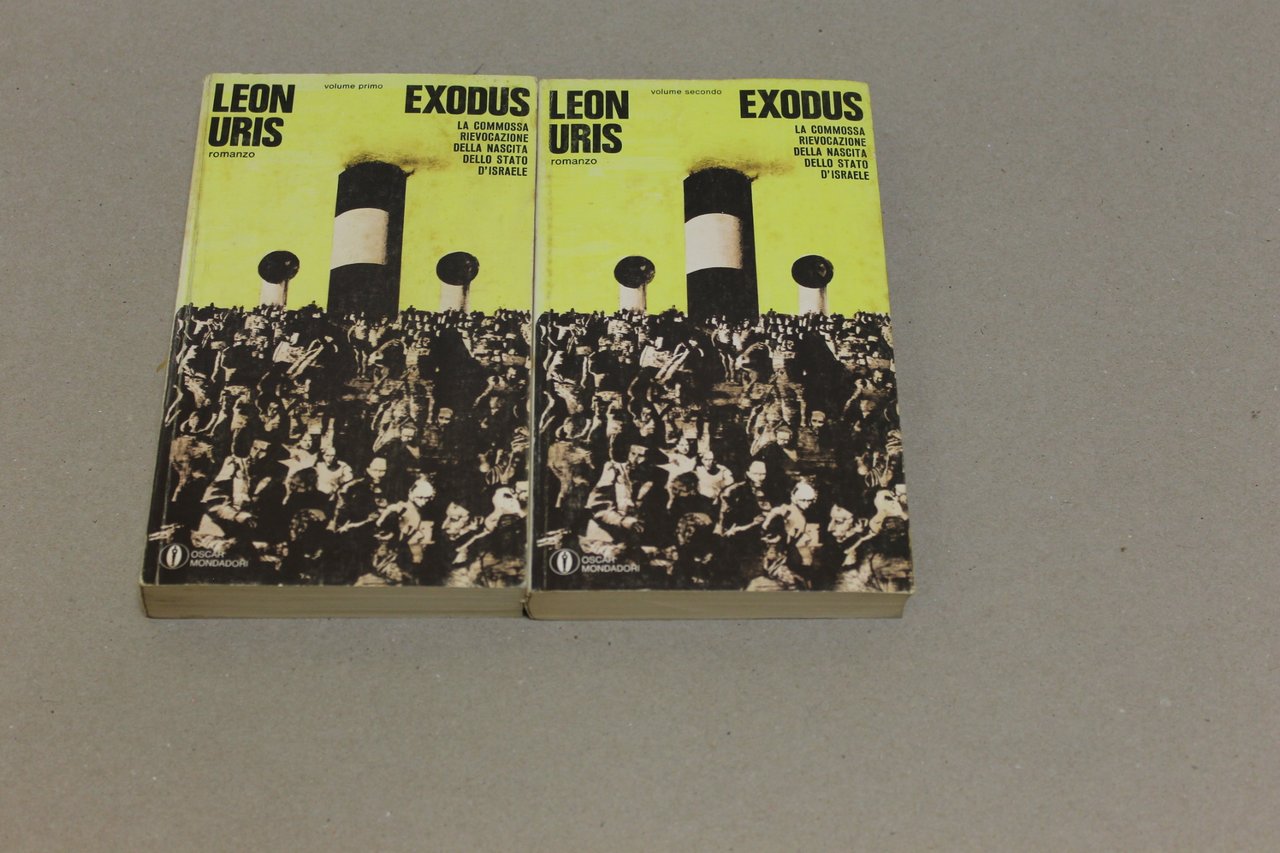 LEON
URIS
romanzo
volume primo
EXODUS
LA COMMOSSA
RIEVOCAZIONE
DELLA NASCITA
DELLO STATO
D'ISRAELE
OSCAR
MONDADORI
LEON
URIS
romanzo
volume secondo
EXODUS
LA COMMOSSA
RIEVOCAZIONE
DELLA NASCITA
DELLO STATO
D'ISRAELE
OSCAR
MONDADORI